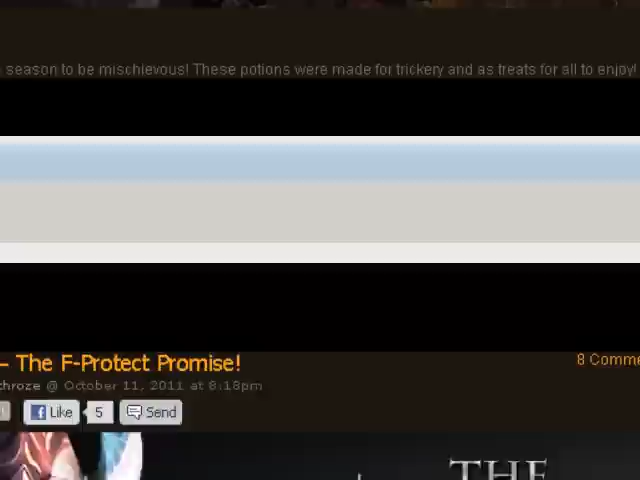 season to be mischievous! These potions were made for trickery and as treats for all to enjoy!
– The F-Protect Promise!
8 Comme
chroze @ October 11, 2011 at 8:18pm
Like 5 Send
THE